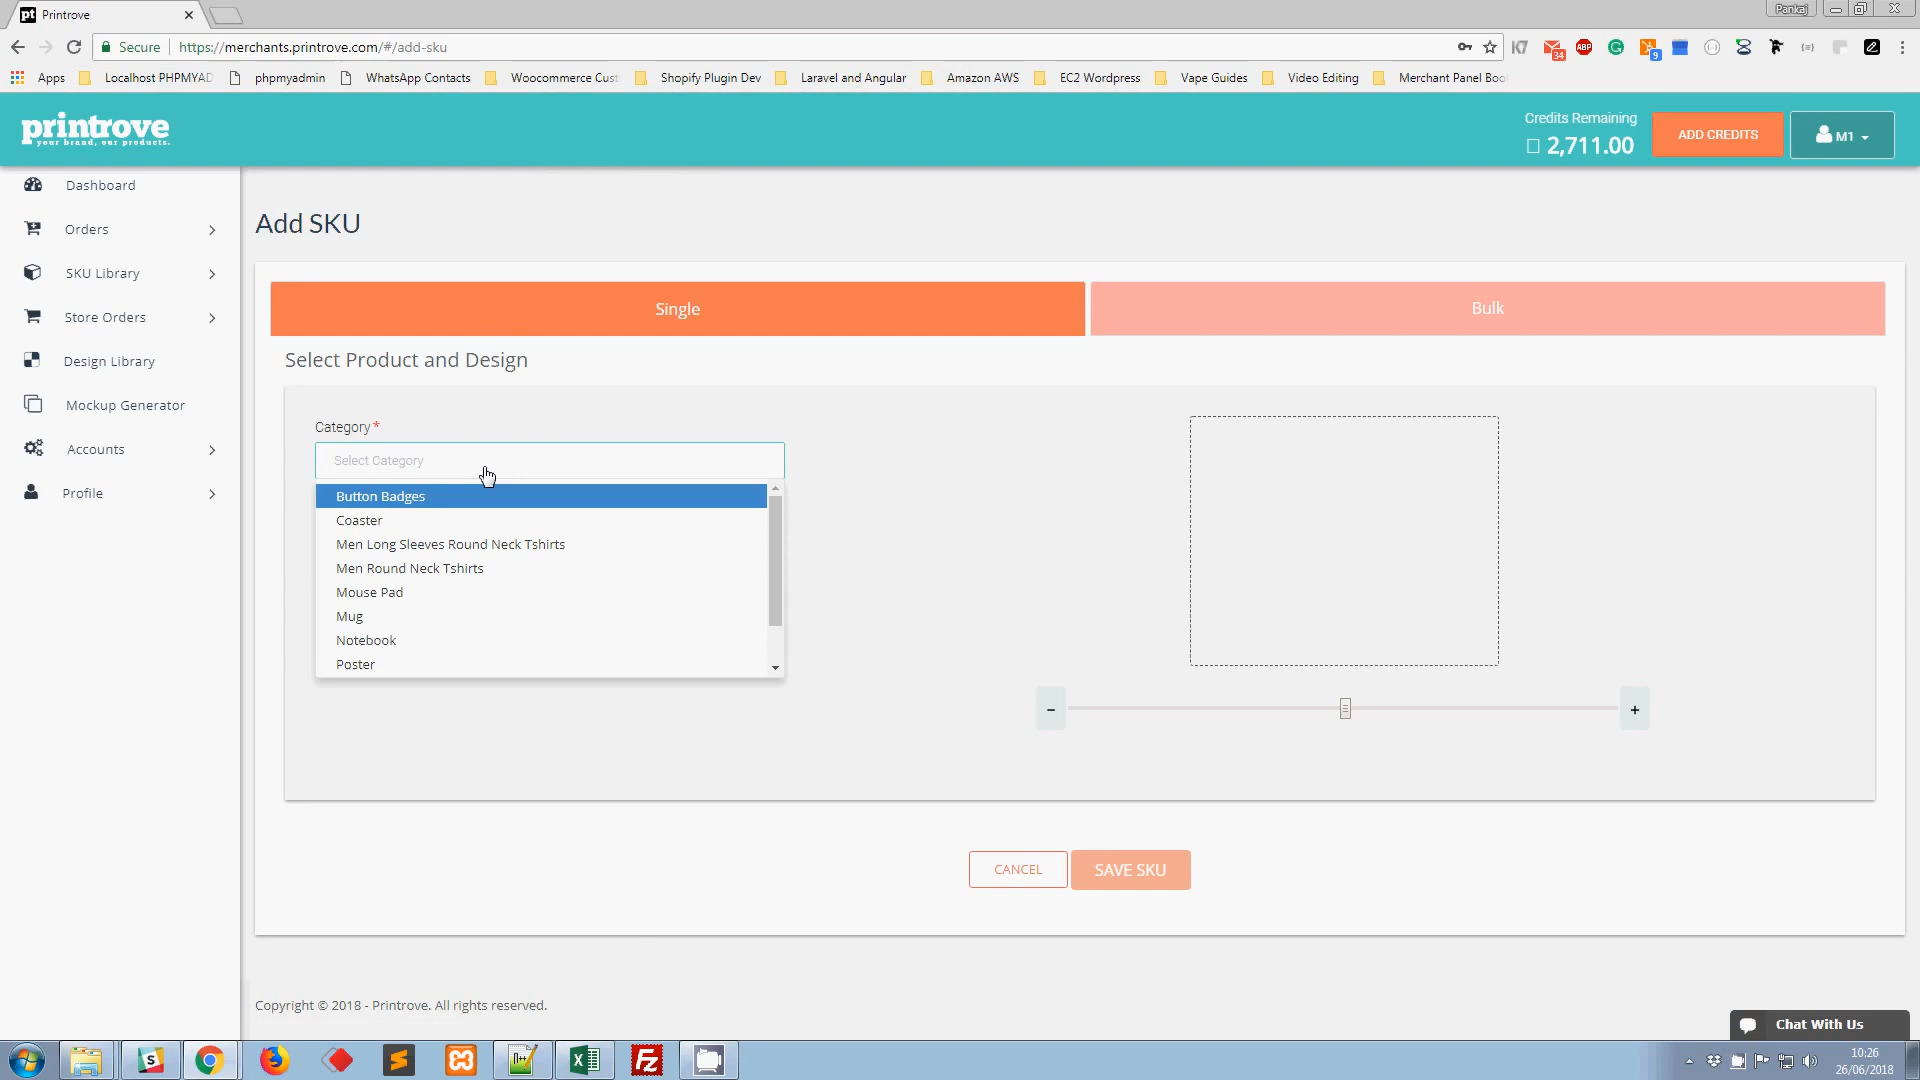 Printrove
Pankaj
Secure
https://merchants.printrove.com/#/add-sku
34
ABP
9
Apps
Localhost PHPMYAD
phpmyadmin
WhatsApp Contacts
Woocommerce Cust
Shopify Plugin Dev
Laravel and Angular
Amazon AWS
EC2 Wordpress
Vape Guides
Video Editing
Merchant Panel Boo
printrove
your brand, our products.
Credits Remaining
2,711.00
ADD CREDITS
M1
Dashboard
Orders
SKU Library
Store Orders
Design Library
Mockup Generator
Accounts
Profile
Add SKU
Single
Bulk
Select Product and Design
Category*
Select Category
Button Badges
Coaster
Men Long Sleeves Round Neck Tshirts
Men Round Neck Tshirts
Mouse Pad
Mug
Notebook
Poster
-
+
CANCEL
SAVE SKU
Copyright © 2018 - Printrove. All rights reserved.
Chat With Us
10:26
26/06/2018